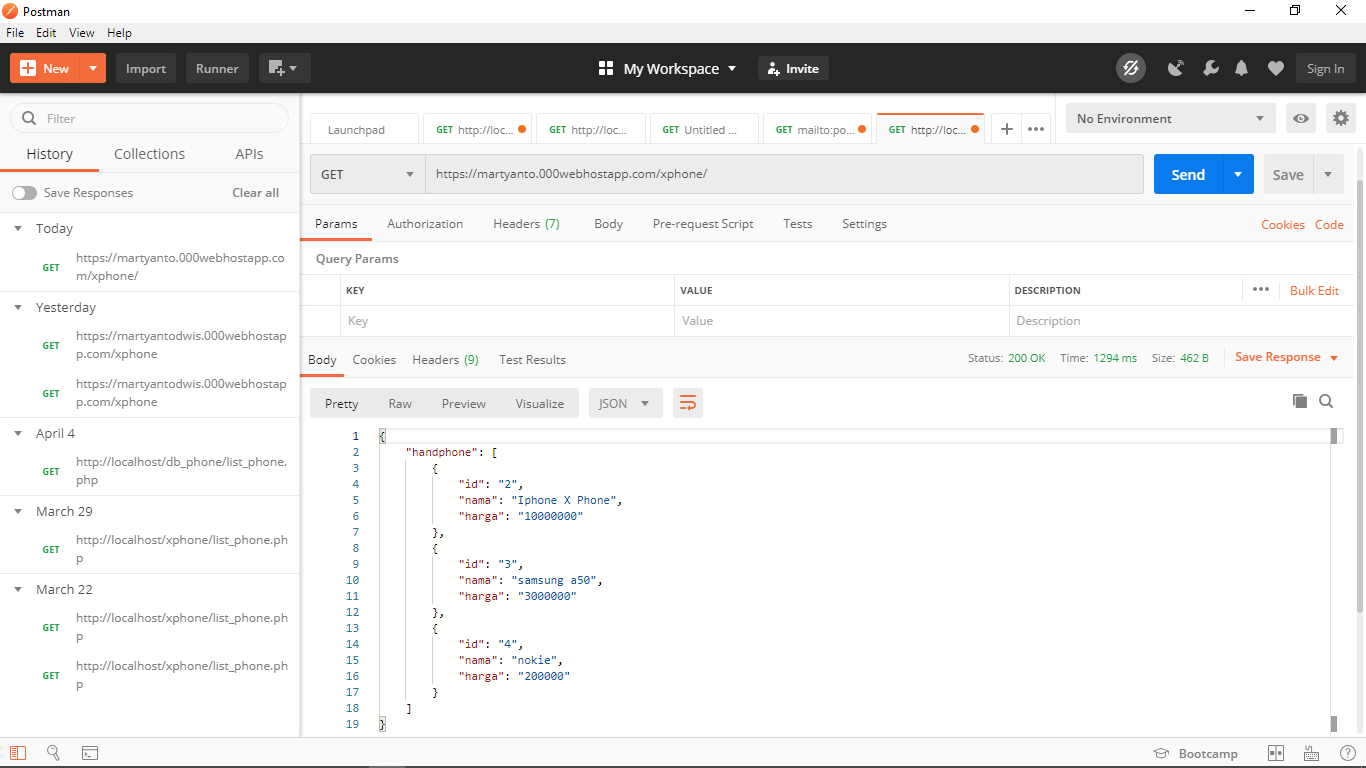 Postman
File Edit View Help
New Import Runner My Workspace Invite Sign In
Filter
History Collections APIs
Save Responses Clear all
Today
GET https://martyanto.000webhostapp.co
m/xphone/
Yesterday
GET https://martyantodwis.000webhostap
p.com/xphone
GET https://martyantodwis.000webhostap
p.com/xphone
April 4
GET http://localhost/db_phone/list_phone.
php
March 29
GET http://localhost/xphone/list_phone.ph
p
March 22
GET http://localhost/xphone/list_phone.ph
p
GET http://localhost/xphone/list_phone.ph
p
Launchpad GET http://loc... GET http://loc... GET Untitled ... GET mailto:po... GET http://loc... + ••• No Environment
GET https://martyanto.000webhostapp.com/xphone/ Send Save
Params Authorization Headers (7) Body Pre-request Script Tests Settings Cookies Code
Query Params
KEY VALUE DESCRIPTION ••• Bulk Edit
Key Value Description
Body Cookies Headers (9) Test Results Status: 200 OK Time: 1294 ms Size: 462 B Save Response
Pretty Raw Preview Visualize JSON
1 {
2 "handphone": [
3 {
4 "id": "2",
5 "nama": "Iphone X Phone",
6 "harga": "10000000"
7 },
8 {
9 "id": "3",
10 "nama": "samsung a50",
11 "harga": "3000000"
12 },
13 {
14 "id": "4",
15 "nama": "nokie",
16 "harga": "200000"
17 }
18 ]
19 }
Bootcamp